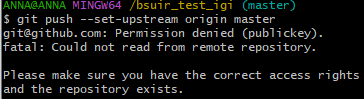 ANNA@ANNA MINGW64 /bsuir_test_igi (master)
$ git push --set-upstream origin master
git@github.com: Permission denied (publickey).
fatal: Could not read from remote repository.

Please make sure you have the correct access rights
and the repository exists.